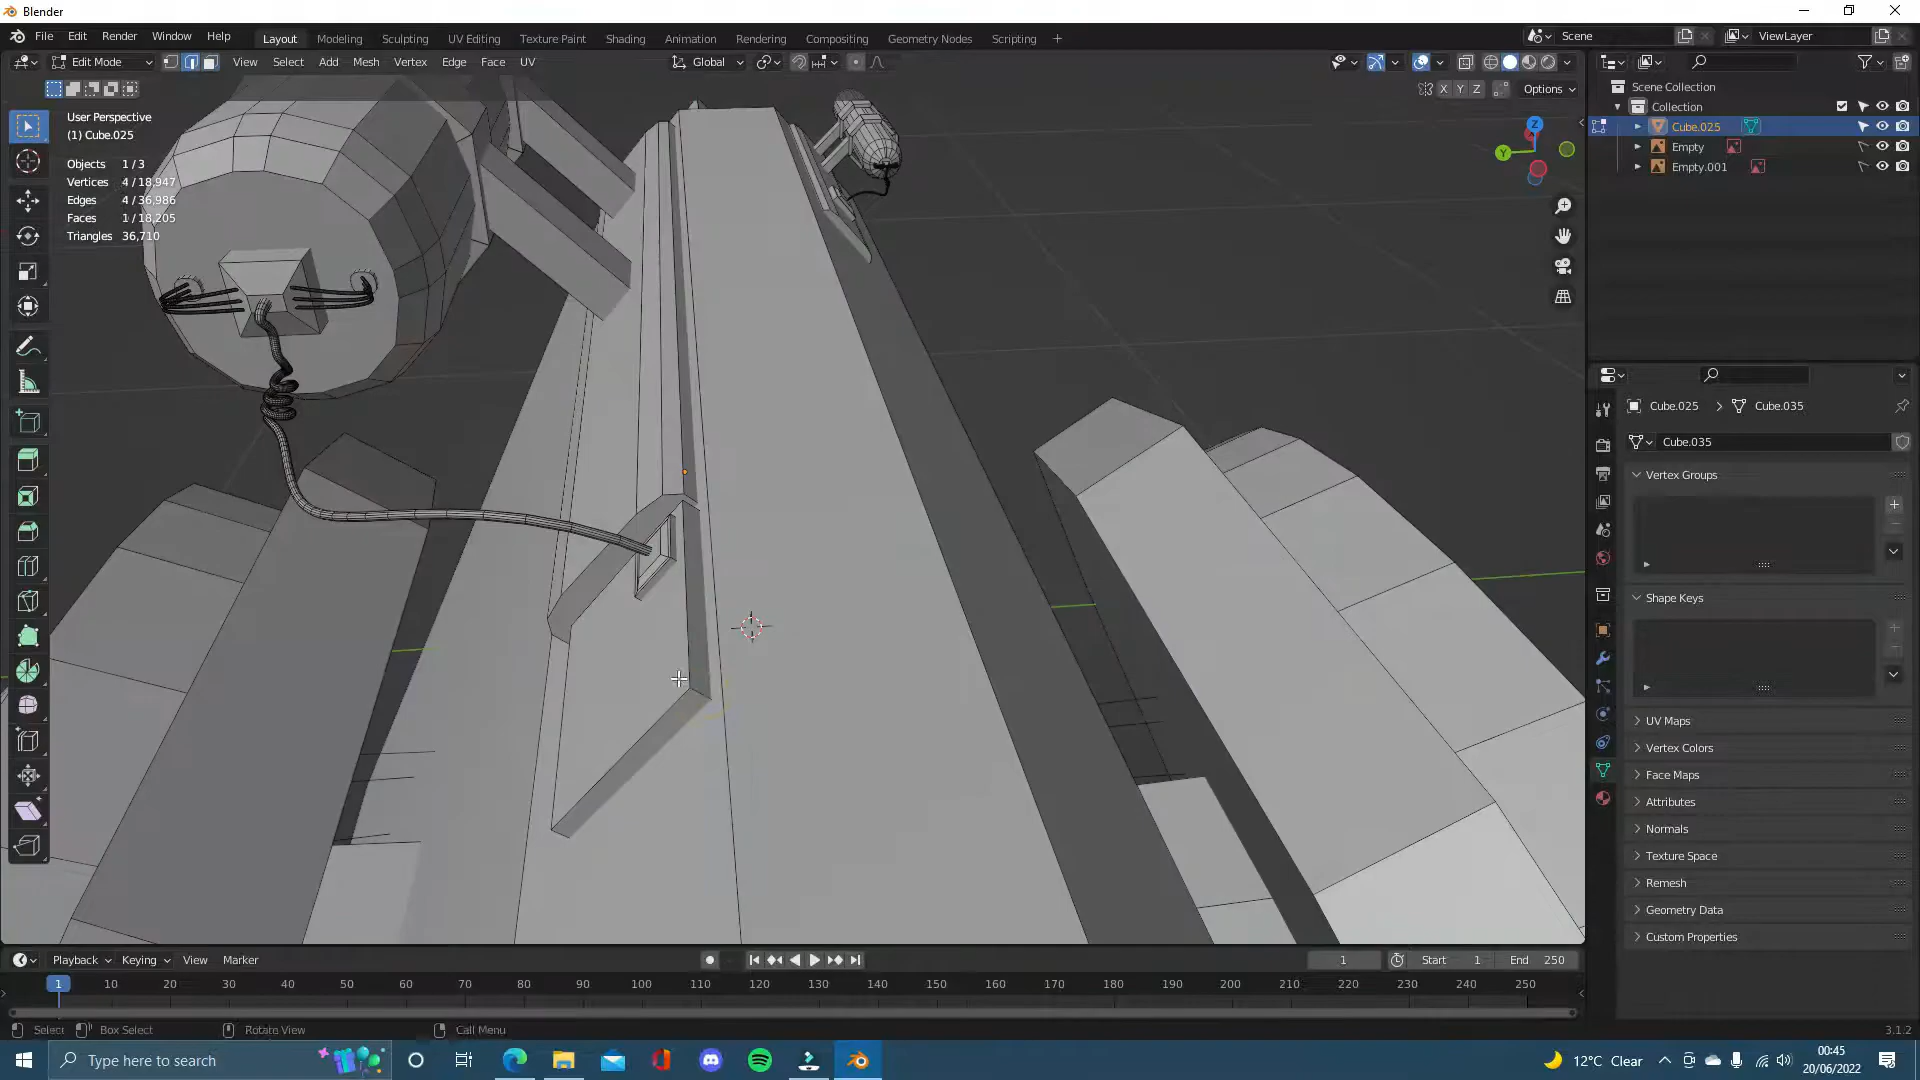 Blender
File Edit Render Window Help
Layout Modeling Sculpting UV Editing Texture Paint Shading Animation Rendering Compositing Geometry Nodes Scripting +
Scene
ViewLayer
Edit Mode
View Select Add Mesh Vertex Edge Face UV
Global
X Y Z
Options
User Perspective
(1) Cube.025
Objects 1/3
Vertices 4/18,947
Edges 4/36,986
Faces 1/18,205
Triangles 36,710
Z
Y
Scene Collection
Collection
Cube.025
Empty
Empty.001
Cube.025 > Cube.035
Cube.035
Vertex Groups
Shape Keys
UV Maps
Vertex Colors
Face Maps
Attributes
Normals
Texture Space
Remesh
Geometry Data
Custom Properties
Playback Keying View Marker
1
Start 1
End 250
1 10 20 30 40 50 60 70 80 90 100 110 120 130 140 150 160 170 180 190 200 210 220 230 240 250
Select Box Select Rotate View Call Menu
3.1.2
Type here to search
12°C Clear
00:45
20/06/2022